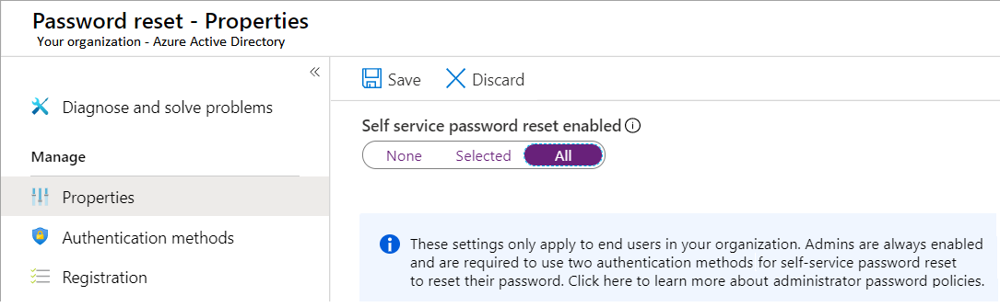 Password reset - Properties
Your organization - Azure Active Directory
«
Diagnose and solve problems
Manage
Properties
Authentication methods
Registration
Save Discard
Self service password reset enabled
None Selected All
These settings only apply to end users in your organization. Admins are always enabled
and are required to use two authentication methods for self-service password reset
to reset their password. Click here to learn more about administrator password policies.